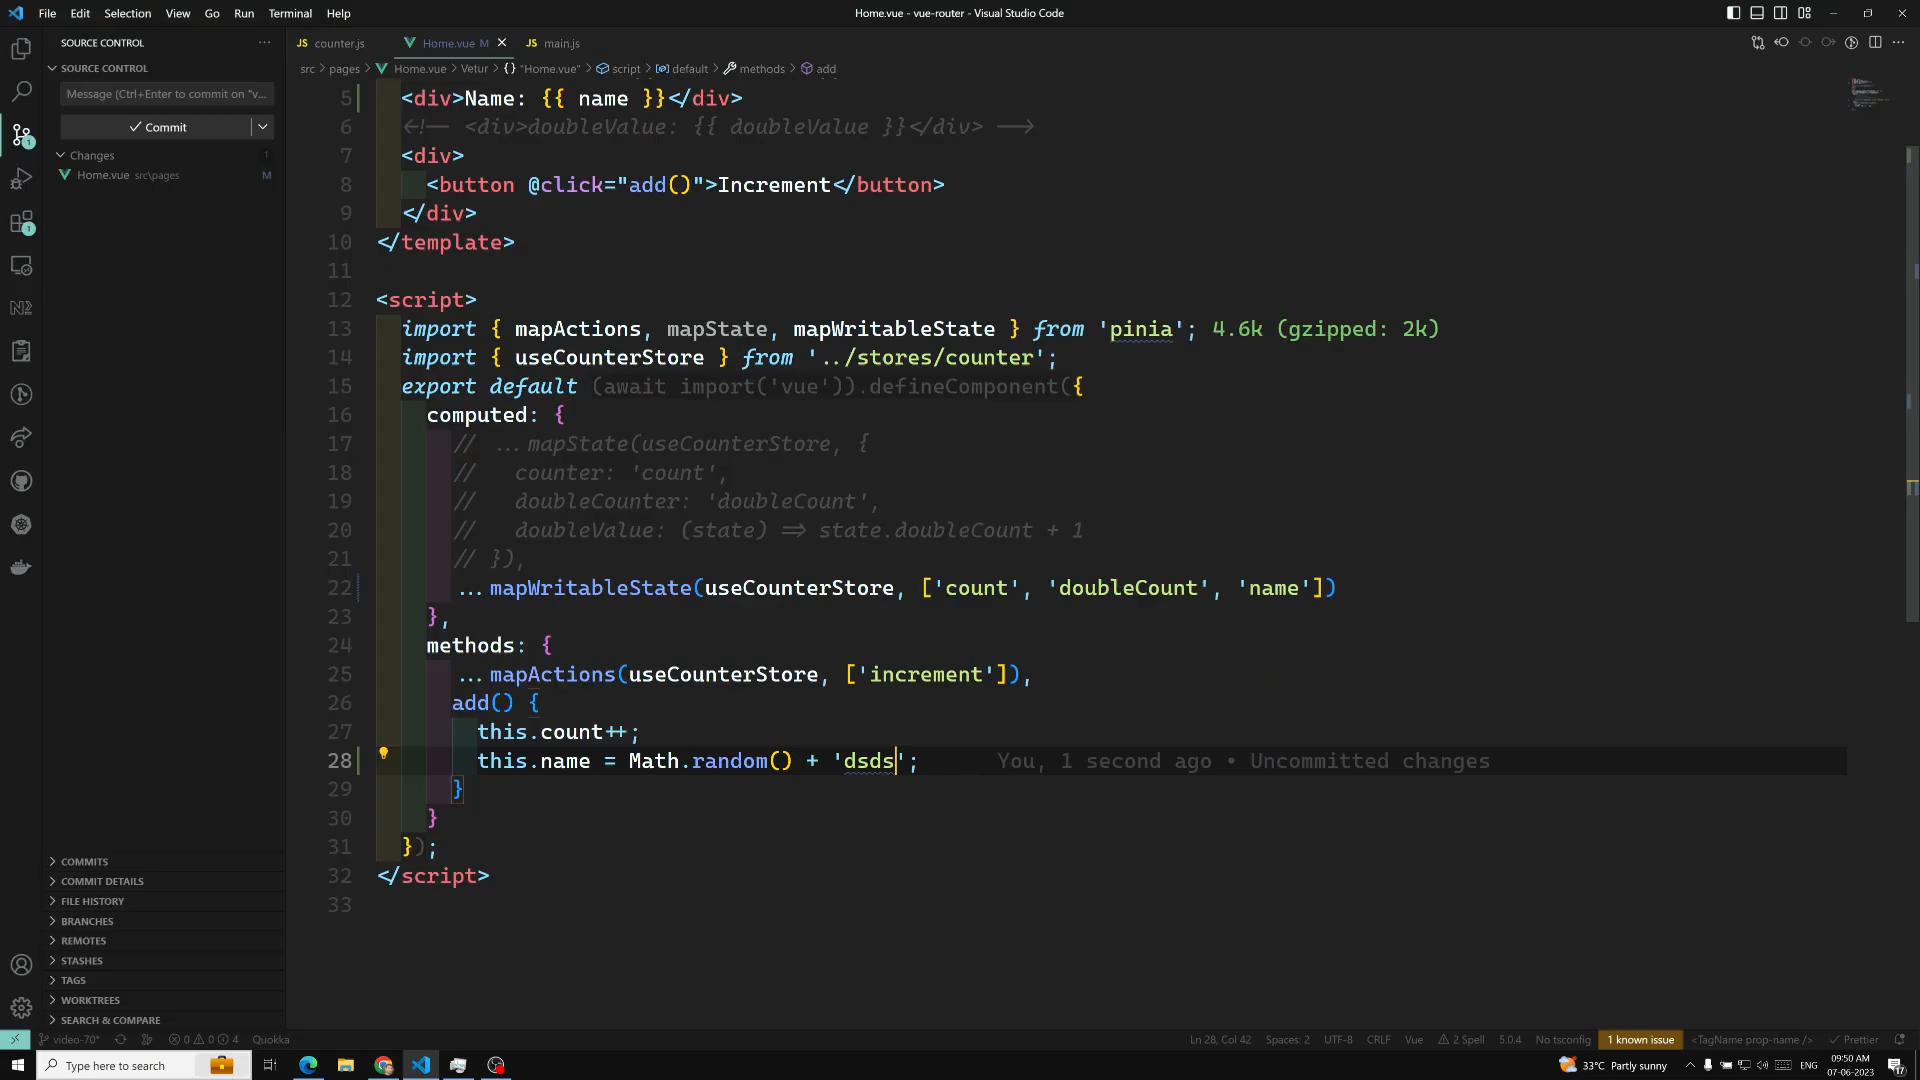 File Edit Selection View Go Run Terminal Help
Home.vue - vue-router - Visual Studio Code
SOURCE CONTROL
JS counter.js
Home.vue M
JS main.js
SOURCE CONTROL
src > pages > Home.vue > Vetur > {} "Home.vue" > script > default > methods > add
Message (Ctrl+Enter to commit on "v...
Commit
Changes 1
Home.vue src\pages M
5 <div>Name: {{ name }}</div>
6 <!-- <div>doubleValue: {{ doubleValue }}</div> -->
7 <div>
8 <button @click="add()">Increment</button>
9 </div>
10 </template>
11
12 <script>
13 import { mapActions, mapState, mapWritableState } from 'pinia'; 4.6k (gzipped: 2k)
14 import { useCounterStore } from '../stores/counter';
15 export default (await import('vue')).defineComponent({
16 computed: {
17 // ...mapState(useCounterStore, {
18 // counter: 'count',
19 // doubleCounter: 'doubleCount',
20 // doubleValue: (state) => state.doubleCount + 1
21 // }),
22 ...mapWritableState(useCounterStore, ['count', 'doubleCount', 'name'])
23 },
24 methods: {
25 ...mapActions(useCounterStore, ['increment']),
26 add() {
27 this.count++;
28 this.name = Math.random() + 'dsds'; You, 1 second ago • Uncommitted changes
29 }
30 }
31 });
32 </script>
33
COMMITS
COMMIT DETAILS
FILE HISTORY
BRANCHES
REMOTES
STASHES
TAGS
WORKTREES
SEARCH & COMPARE
video-70* 0 0 4 Quokka
Ln 28, Col 42 Spaces: 2 UTF-8 CRLF Vue 2 Spell 5.0.4 No tsconfig 1 known issue <TagName prop-name /> Prettier
Type here to search
33°C Partly sunny
ENG
09:50 AM
07-06-2023
17